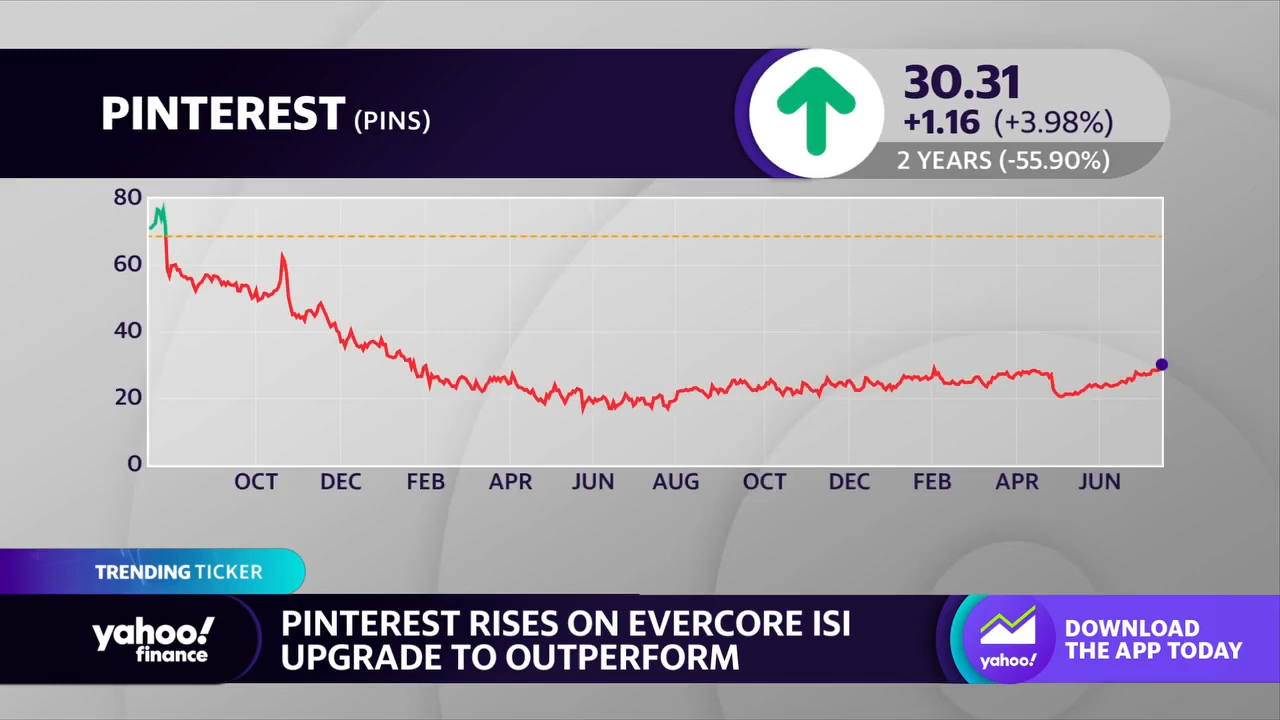 PINTEREST (PINS)
30.31
+1.16 (+3.98%)
2 YEARS (-55.90%)
80
60
40
20
0
OCT DEC FEB APR JUN AUG OCT DEC FEB APR JUN
TRENDING TICKER
yahoo!
finance
PINTEREST RISES ON EVERCORE ISI
UPGRADE TO OUTPERFORM
yahoo!
DOWNLOAD
THE APP TODAY